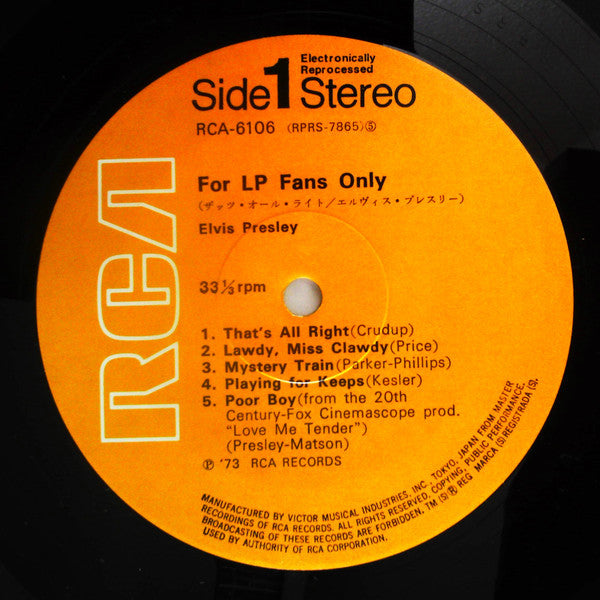 Electronically
Reprocessed
Side 1 Stereo
RCA-6106 (RPRS-7865)⑤
For LP Fans Only
(ザッツ・オール・ライト/エルヴィス・プレスリー)
Elvis Presley
33 1/3 rpm
RCA
1. That's All Right(Crudup)
2. Lawdy, Miss Clawdy(Price)
3. Mystery Train(Parker-Phillips)
4. Playing for Keeps(Kesler)
5. Poor Boy(from the 20th
Century-Fox Cinemascope prod.
“Love Me Tender”)
(Presley-Matson)
Ⓟ '73 RCA RECORDS
MANUFACTURED BY VICTOR MUSICAL INDUSTRIES, INC., TOKYO, JAPAN FROM MASTER
RECORDINGS OF RCA RECORDS. ALL RIGHTS RESERVED. COPYING, PUBLIC PERFORMANCE,
BROADCASTING OF THESE RECORDS ARE FORBIDDEN. TM Ⓢ Ⓡ REG. MARCA Ⓢ REGISTRADA Ⓢ.
USED BY AUTHORITY OF RCA CORPORATION.